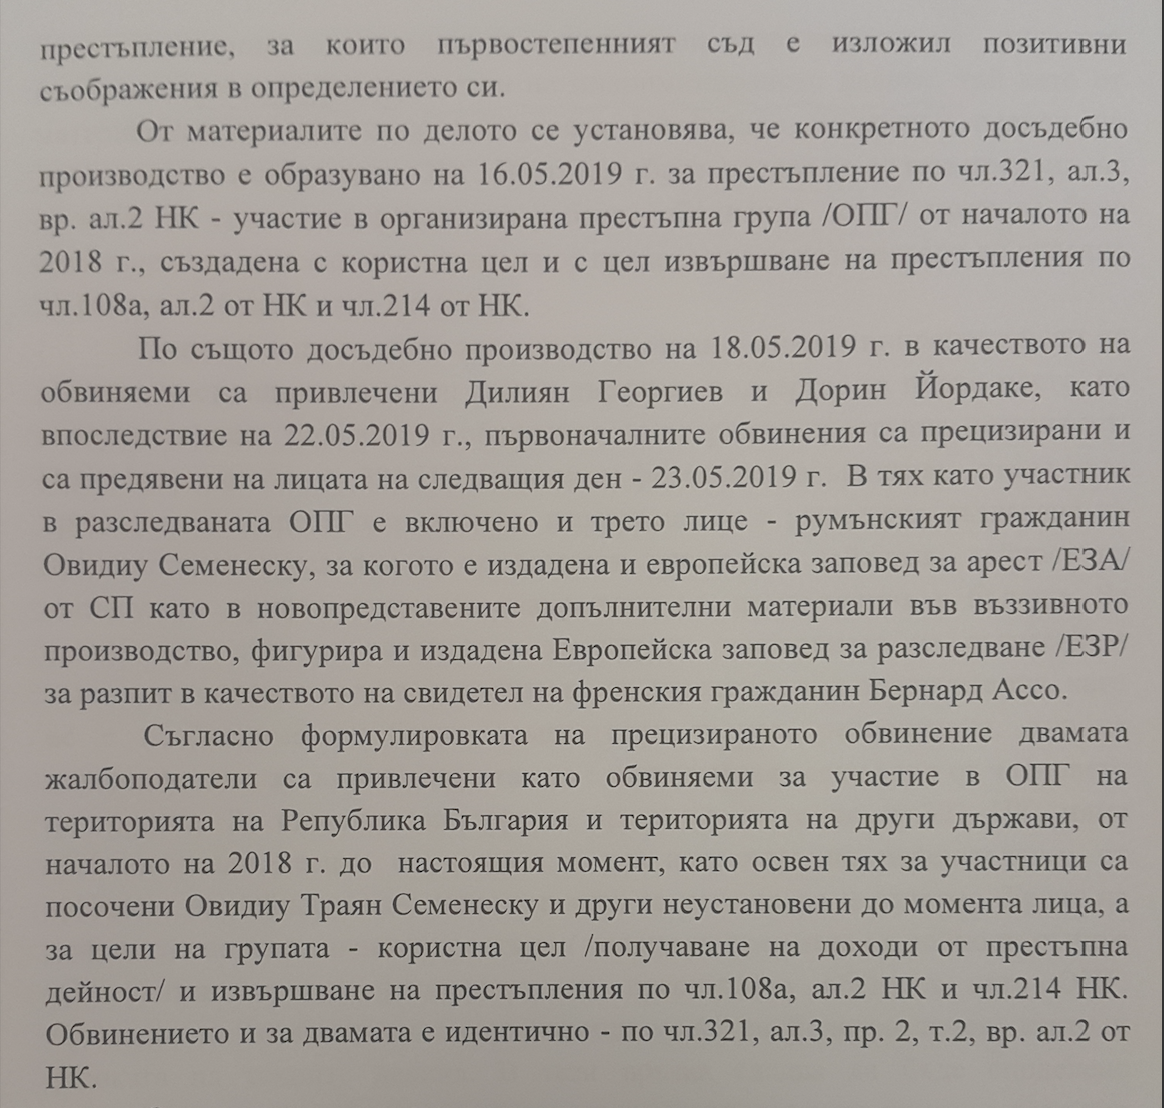 престъпление, за които първостепенният съд е изложил позитивни
съображения в определението си.
От материалите по делото се установява, че конкретното досъдебно
производство е образувано на 16.05.2019 г. за престъпление по чл.321, ал.3,
вр. ал.2 НК - участие в организирана престъпна група /ОПГ/ от началото на
2018 г., създадена с користна цел и с цел извършване на престъпления по
чл.108а, ал.2 от НК и чл.214 от НК.
По същото досъдебно производство на 18.05.2019 г. в качеството на
обвиняеми са привлечени Дилиян Георгиев и Дорин Йордаке, като
впоследствие на 22.05.2019 г., първоначалните обвинения са прецизирани и
са предявени на лицата на следващия ден - 23.05.2019 г.  В тях като участник
в разследваната ОПГ е включено и трето лице - румънският гражданин
Овидиу Семенеску, за когото е издадена и европейска заповед за арест /ЕЗА/
от СП като в новопредставените допълнителни материали във въззивното
производство, фигурира и издадена Европейска заповед за разследване /ЕЗР/
за разпит в качеството на свидетел на френския гражданин Бернард Ассо.
Съгласно формулировката на прецизираното обвинение двамата
жалбоподатели са привлечени като обвиняеми за участие в ОПГ на
територията на Република България и територията на други държави, от
началото на 2018 г. до  настоящия момент, като освен тях за участници са
посочени Овидиу Траян Семенеску и други неустановени до момента лица, а
за цели на групата - користна цел /получаване на доходи от престъпна
дейност/ и извършване на престъпления по чл.108а, ал.2 НК и чл.214 НК.
Обвинението и за двамата е идентично - по чл.321, ал.3, пр. 2, т.2, вр. ал.2 от
НК.